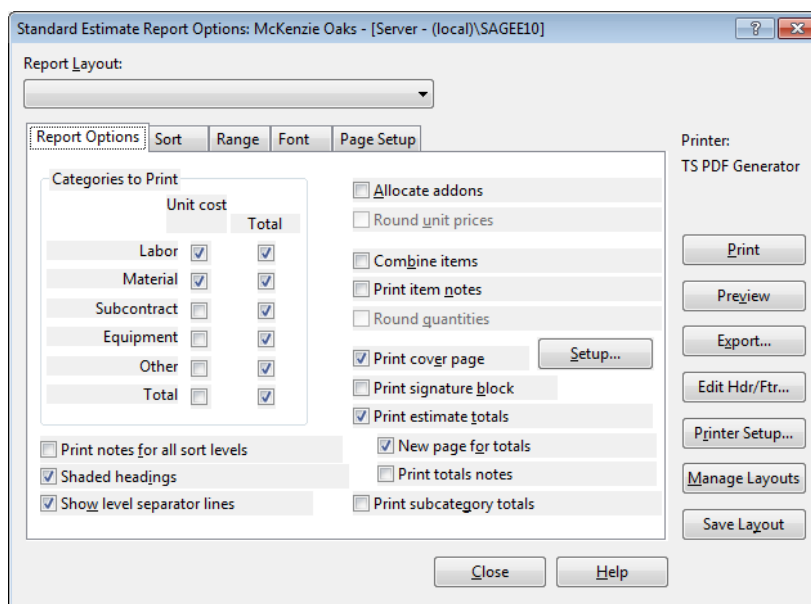 Standard Estimate Report Options: McKenzie Oaks - [Server - (local)\SAGEE10]
Report Layout:
Report Options Sort Range Font Page Setup
Categories to Print
Unit cost
Total
Labor
Material
Subcontract
Equipment
Other
Total
Print notes for all sort levels
Shaded headings
Show level separator lines
Allocate addons
Round unit prices
Combine items
Print item notes
Round quantities
Print cover page Setup...
Print signature block
Print estimate totals
New page for totals
Print totals notes
Print subcategory totals
Printer:
TS PDF Generator
Print
Preview
Export...
Edit Hdr/Ftr...
Printer Setup...
Manage Layouts
Save Layout
Close Help